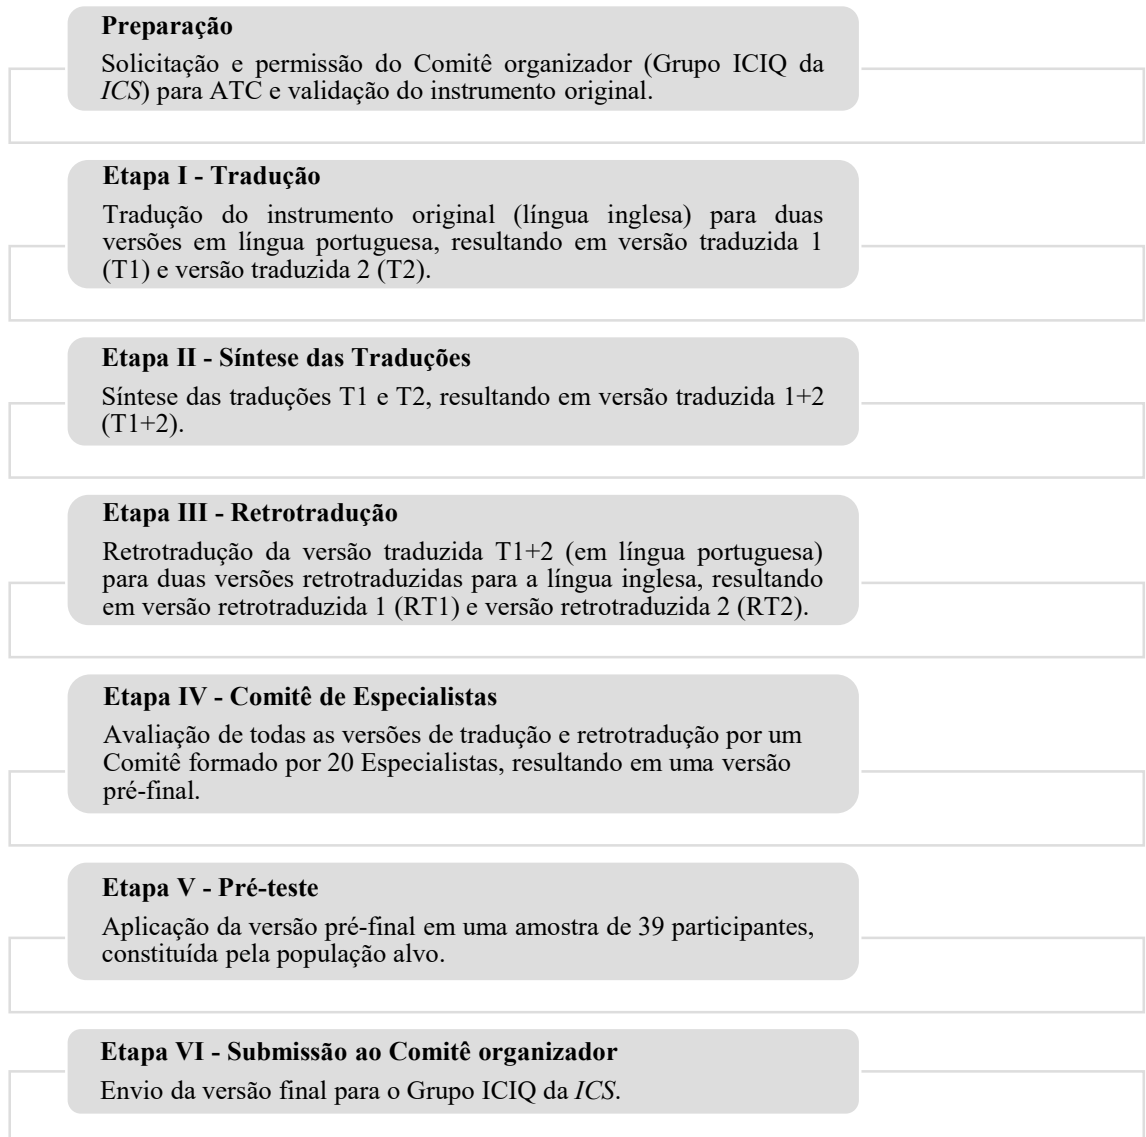 Preparação
Solicitação e permissão do Comitê organizador (Grupo ICIQ da
ICS) para ATC e validação do instrumento original.
Etapa I - Tradução
Tradução do instrumento original (língua inglesa) para duas
versões em língua portuguesa, resultando em versão traduzida 1
(T1) e versão traduzida 2 (T2).
Etapa II - Síntese das Traduções
Síntese das traduções T1 e T2, resultando em versão traduzida 1+2
(T1+2).
Etapa III - Retrotradução
Retrotradução da versão traduzida T1+2 (em língua portuguesa)
para duas versões retrotraduzidas para a língua inglesa, resultando
em versão retrotraduzida 1 (RT1) e versão retrotraduzida 2 (RT2).
Etapa IV - Comitê de Especialistas
Avaliação de todas as versões de tradução e retrotradução por um
Comitê formado por 20 Especialistas, resultando em uma versão
pré-final.
Etapa V - Pré-teste
Aplicação da versão pré-final em uma amostra de 39 participantes,
constituída pela população alvo.
Etapa VI - Submissão ao Comitê organizador
Envio da versão final para o Grupo ICIQ da ICS.